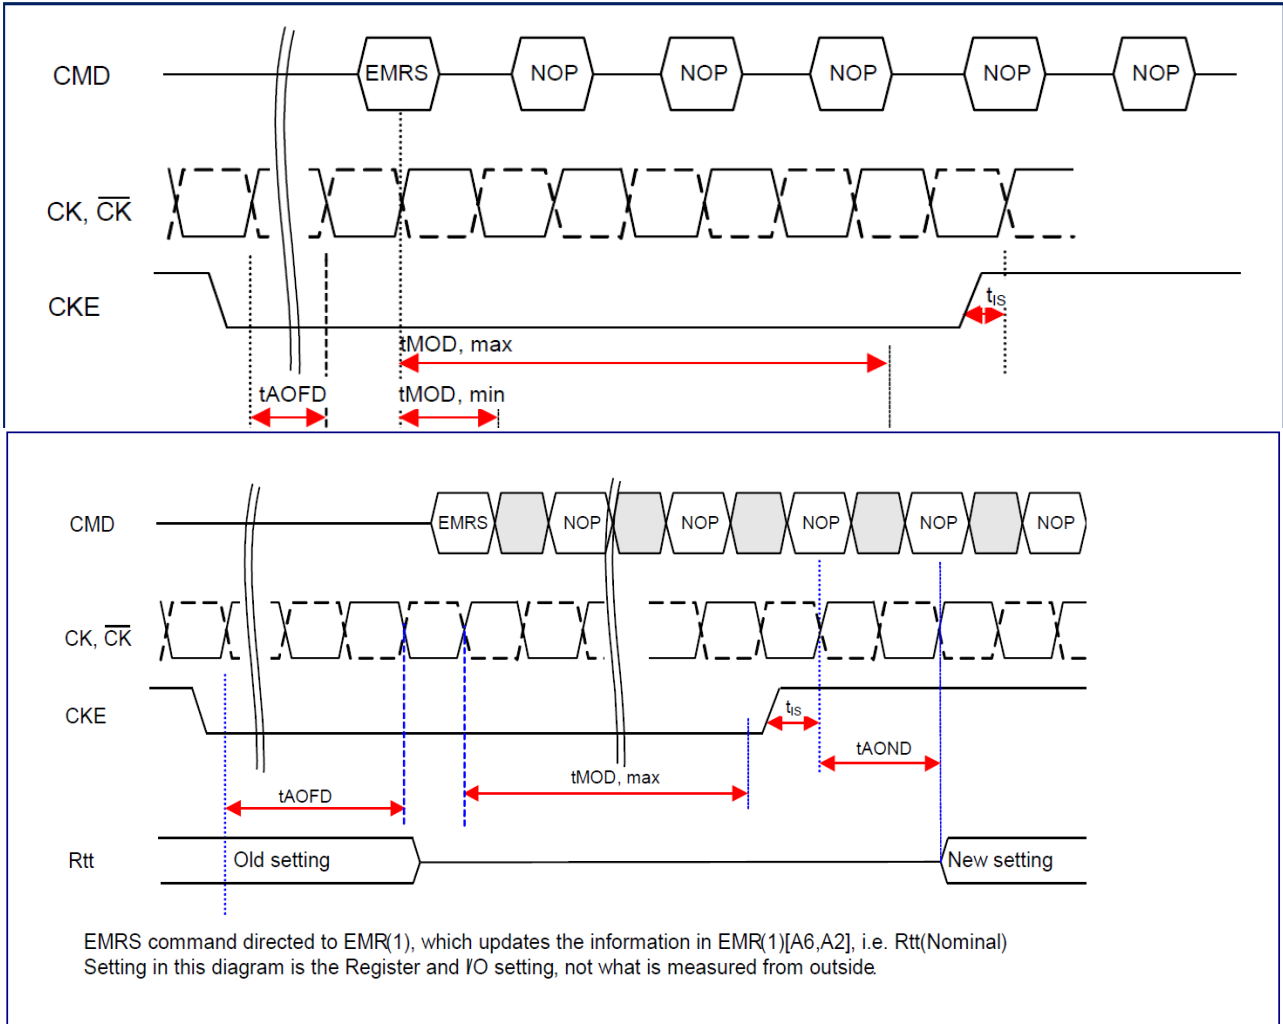 CMD
EMRS NOP NOP NOP NOP NOP
CK, C̅K̅
CKE
tIS
tMOD, max
tAOFD
tMOD, min
CMD
EMRS NOP NOP NOP NOP NOP
CK, C̅K̅
CKE
tIS
tAOND
tMOD, max
tAOFD
Rtt
Old setting
New setting
EMRS command directed to EMR(1), which updates the information in EMR(1)[A6,A2], i.e. Rtt(Nominal)
Setting in this diagram is the Register and I/O setting, not what is measured from outside.